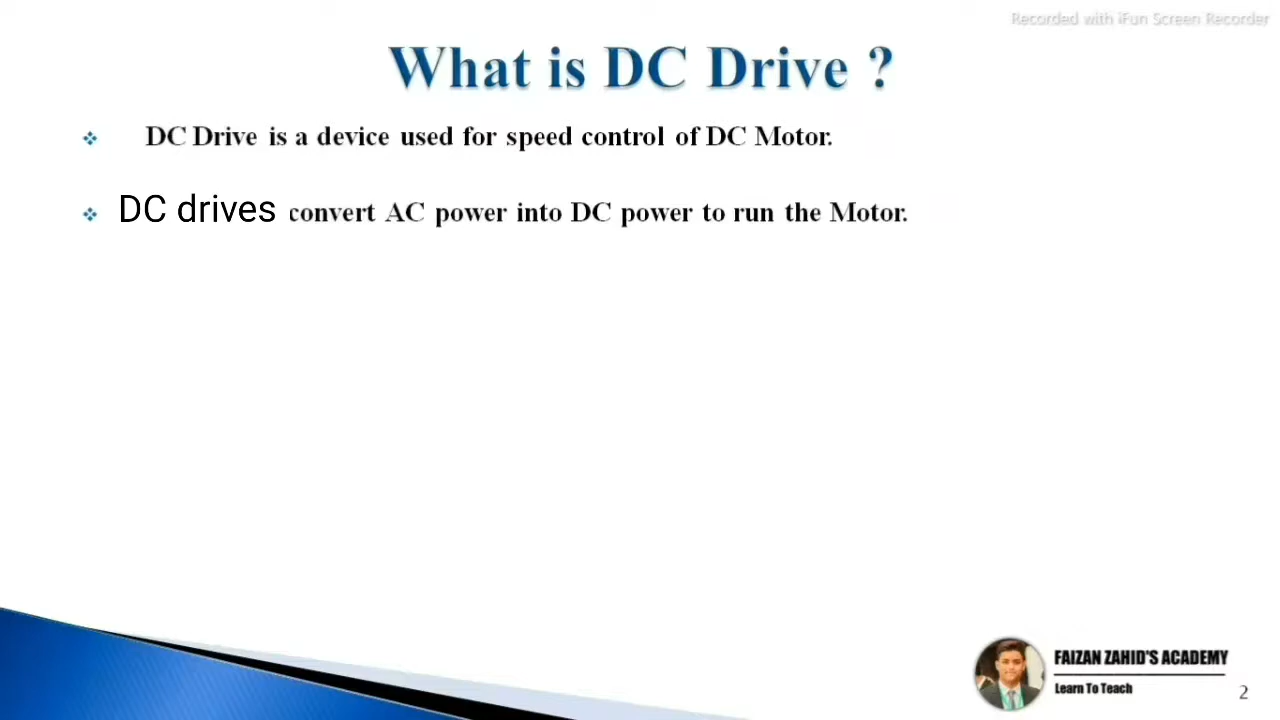 Recorded with iFun Screen Recorder
What is DC Drive ?
DC Drive is a device used for speed control of DC Motor.
DC drives convert AC power into DC power to run the Motor.
FAIZAN ZAHID'S ACADEMY
Learn To Teach
2